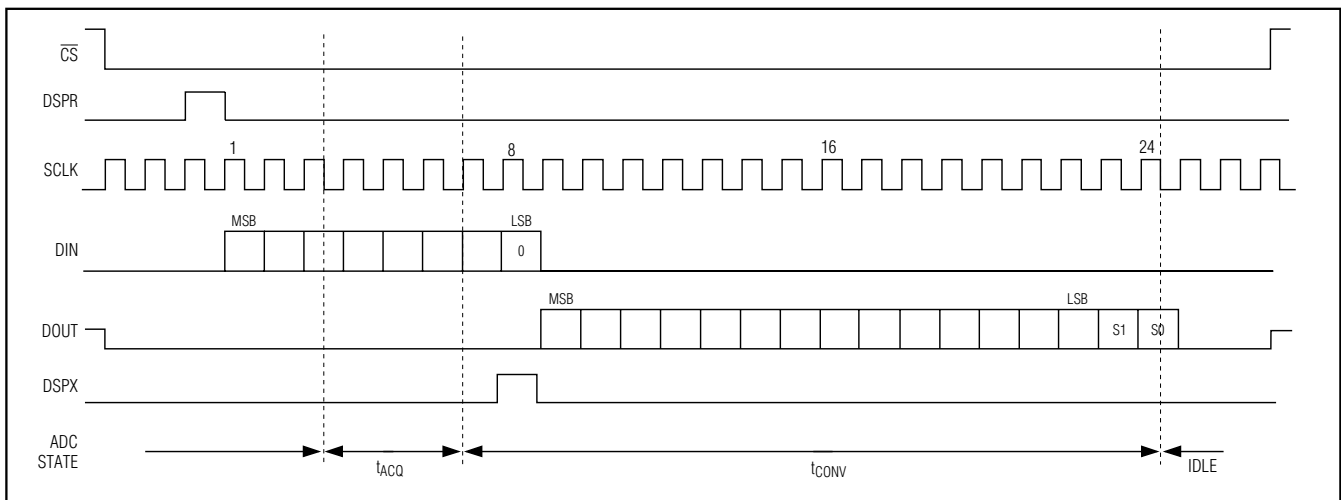 C̅S̅
DSPR
1 8 16 24
SCLK
MSB LSB
DIN 0
MSB LSB
DOUT S1 S0
DSPX
ADC
STATE
tACQ tCONV IDLE